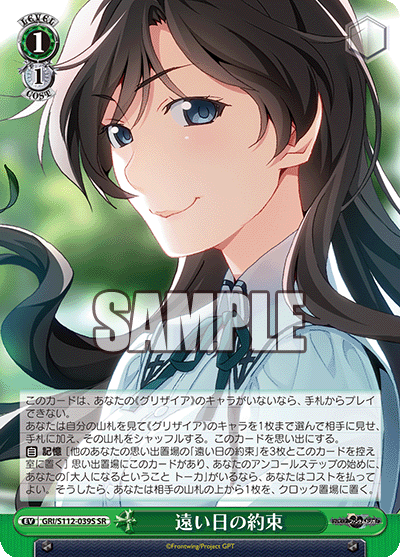 LEVEL
1
1
COST
SAMPLE
このカードは、あなたの《グリザイア》のキャラがいないなら、手札からプレイ
できない。
あなたは自分の山札を見て《グリザイア》のキャラを1枚まで選んで相手に見せ、
手札に加え、その山札をシャッフルする。このカードを思い出にする。
自 記憶 ［他のあなたの思い出置場の「遠い日の約束」を3枚とこのカードを控え
室に置く］ 思い出置場にこのカードがあり、あなたのアンコールステップの始めに、
あなたの「大人になるということ トーカ」がいるなら、あなたはコストを払ってよ
い。そうしたら、あなたは相手の山札の上から1枚を、クロック置場に置く。
EV GRI/S112-039S SR
遠い日の約束
©Frontwing/Project GPT